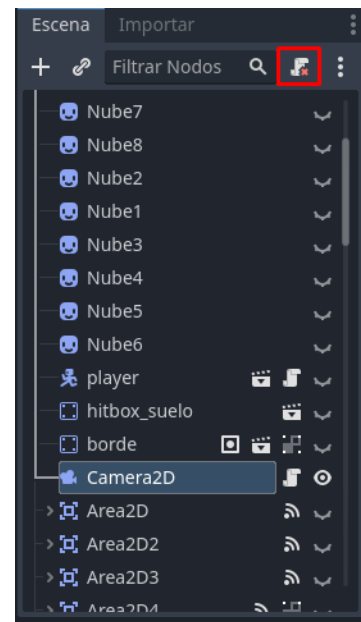 Escena Importar
Filtrar Nodos
Nube7
Nube8
Nube2
Nube1
Nube3
Nube4
Nube5
Nube6
player
hitbox_suelo
borde
Camera2D
Area2D
Area2D2
Area2D3
Area2D4